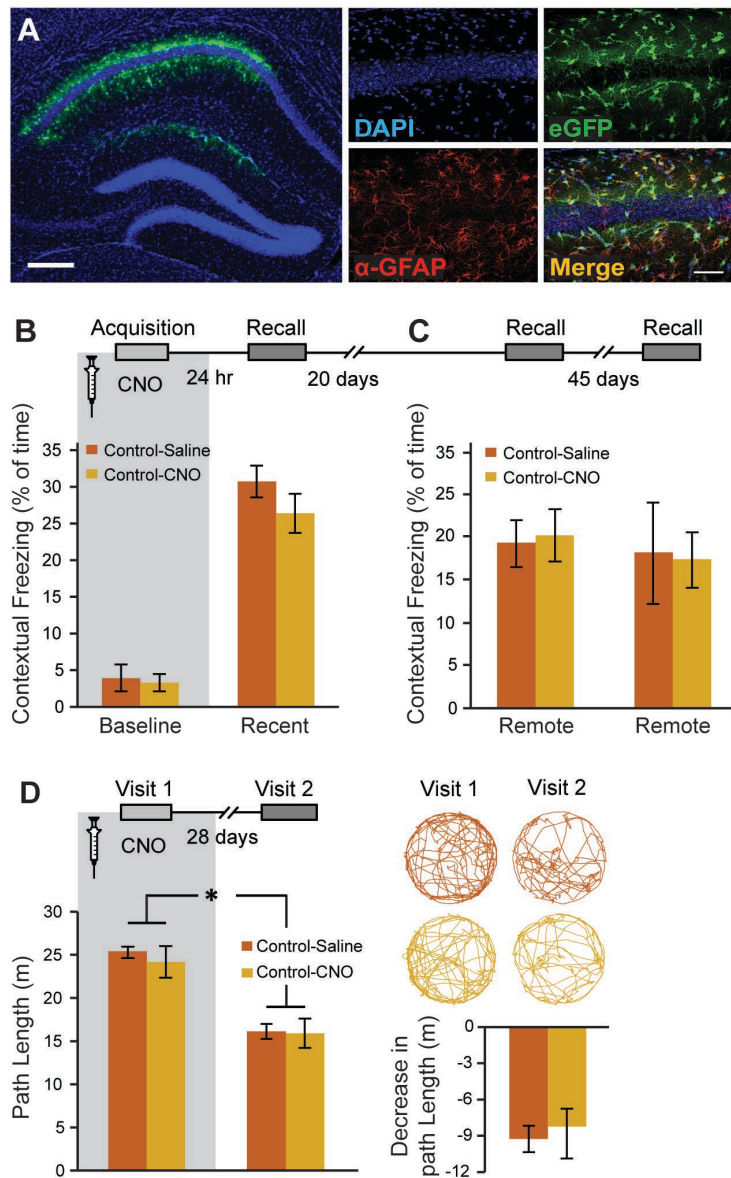 A
DAPI
eGFP
α-GFAP
Merge
B
Acquisition
Recall
C
Recall
Recall
CNO
24 hr
20 days
45 days
Contextual Freezing (% of time)
35
30
25
20
15
10
5
0
Control-Saline
Control-CNO
Baseline
Recent
Contextual Freezing (% of time)
35
25
20
15
10
5
0
Control-Saline
Control-CNO
Remote
Remote
D
Visit 1
Visit 2
CNO
28 days
*
Path Length (m)
30
25
20
15
10
5
0
Control-Saline
Control-CNO
Visit 1
Visit 2
Decrease in
path Length (m)
0
-3
-6
-9
-12